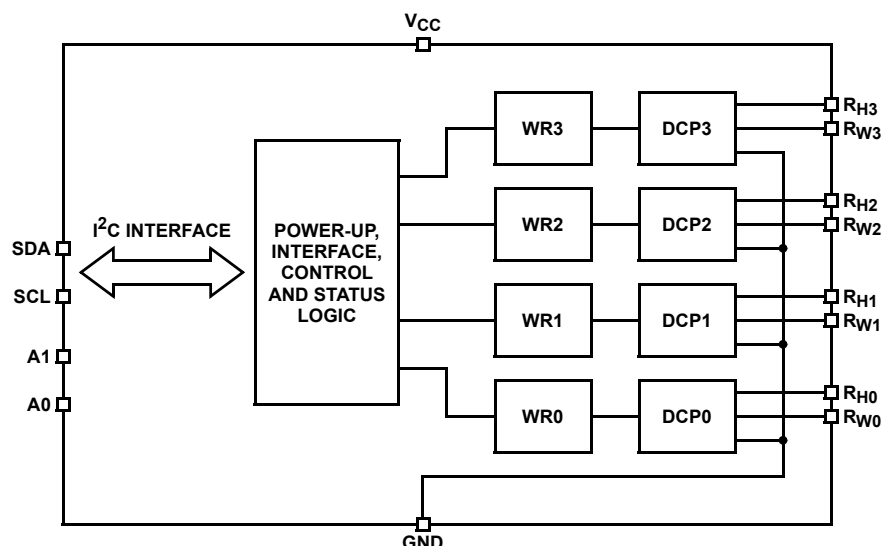 VCC
RH3
WR3
DCP3
RW3
I2C INTERFACE
POWER-UP,
INTERFACE,
CONTROL
AND STATUS
LOGIC
WR2
DCP2
RH2
RW2
SDA
SCL
WR1
DCP1
RH1
RW1
A1
A0
WR0
DCP0
RH0
RW0
GND